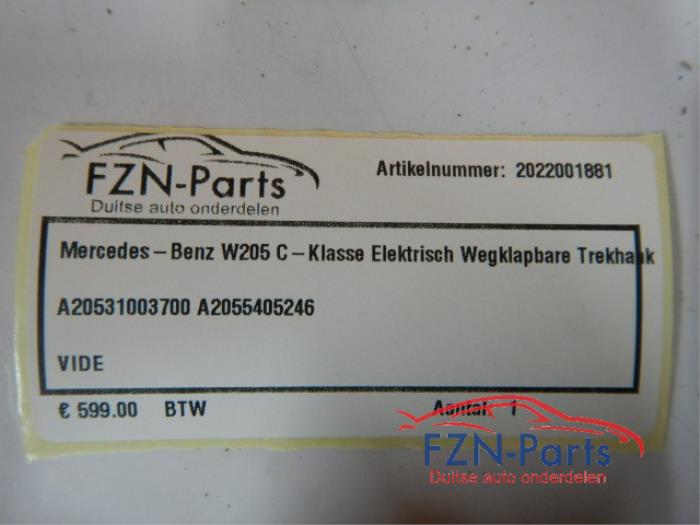 FZN-Parts
Duitse auto onderdelen
Artikelnummer: 2022001881
Mercedes-Benz W205 C-Klasse Elektrisch Wegklapbare Trekhaak
A20531003700 A2055405246
VIDE
€ 599.00 BTW
Aantal: 1
FZN-Parts
Duitse auto onderdelen